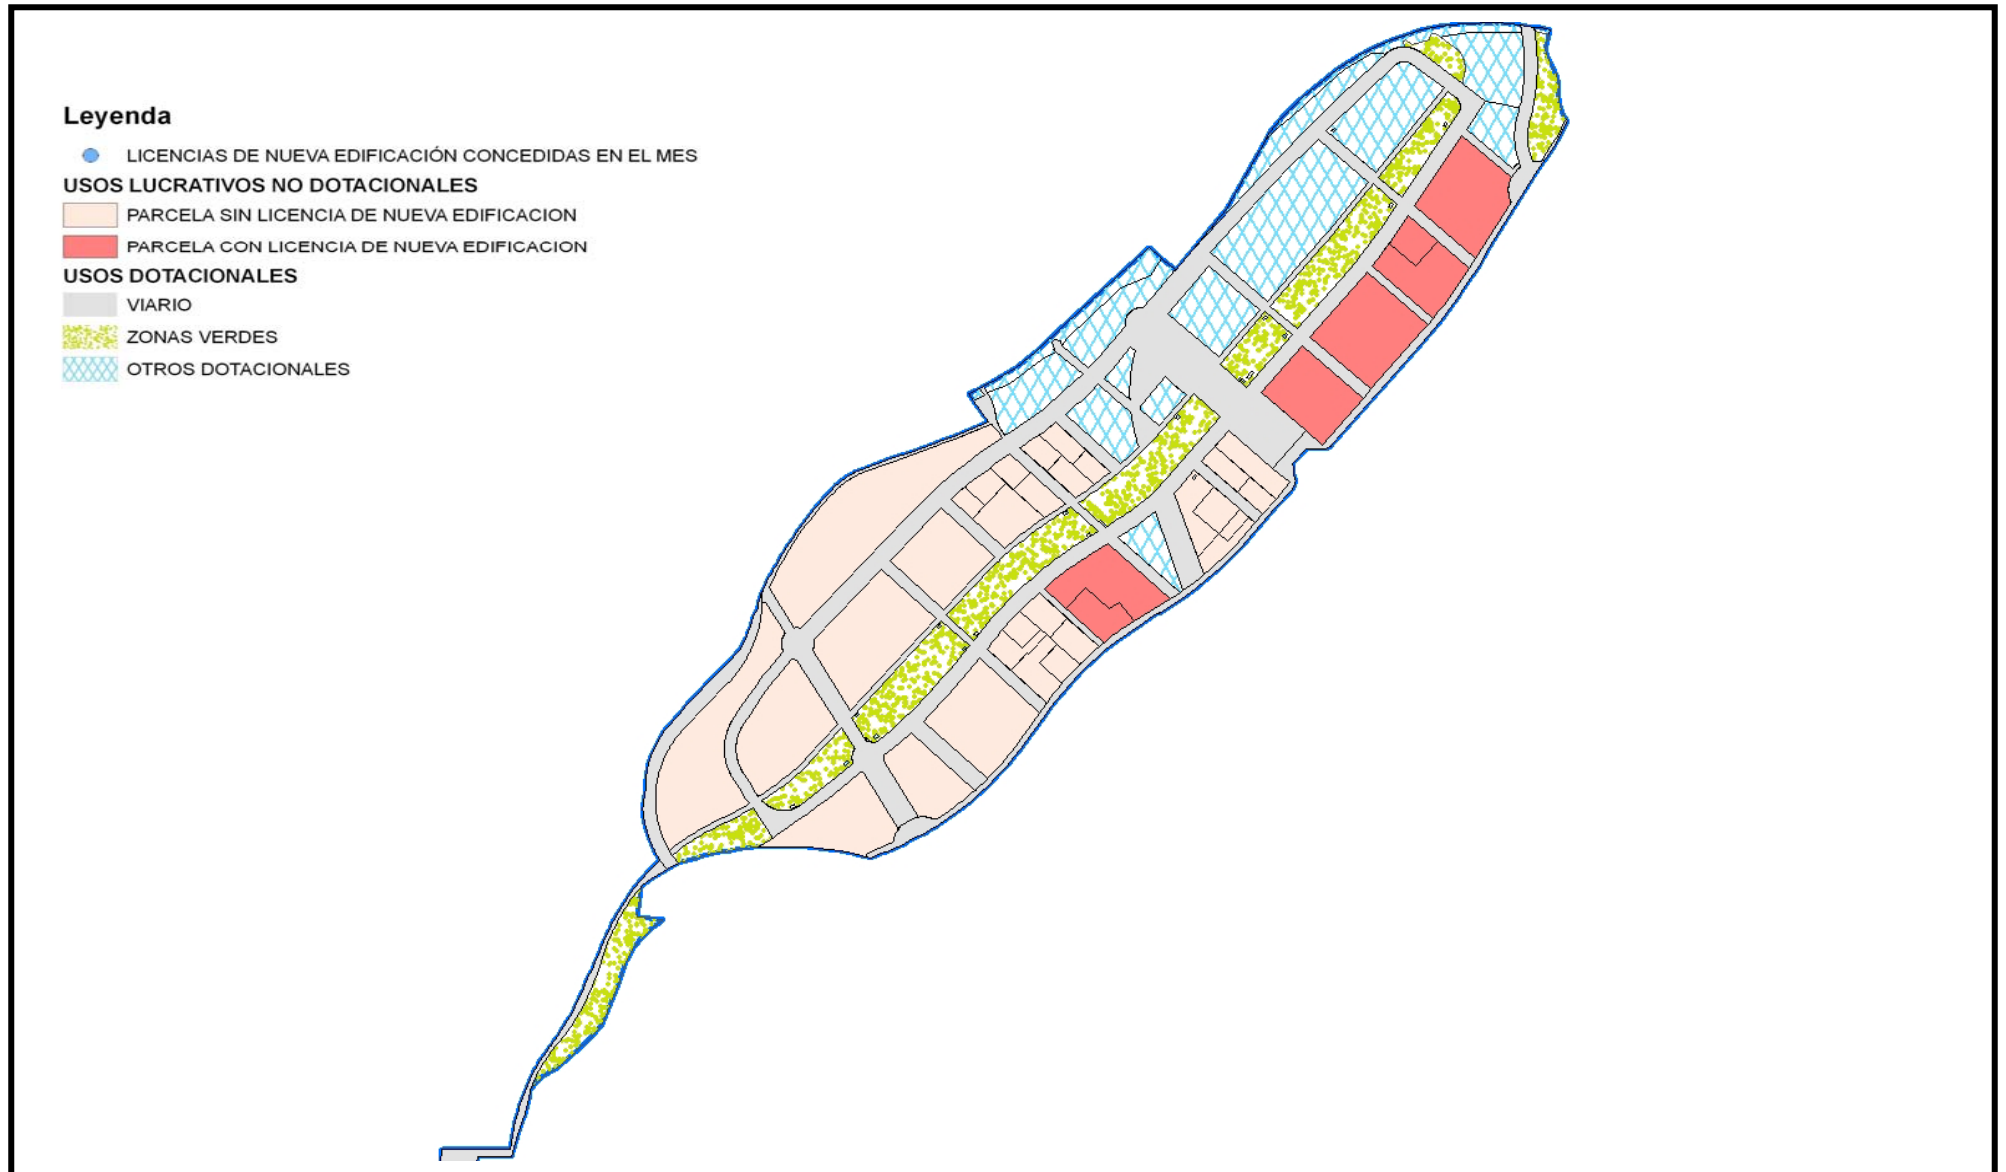 Leyenda
LICENCIAS DE NUEVA EDIFICACIÓN CONCEDIDAS EN EL MES
USOS LUCRATIVOS NO DOTACIONALES
PARCELA SIN LICENCIA DE NUEVA EDIFICACION
PARCELA CON LICENCIA DE NUEVA EDIFICACION
USOS DOTACIONALES
VIARIO
ZONAS VERDES
OTROS DOTACIONALES